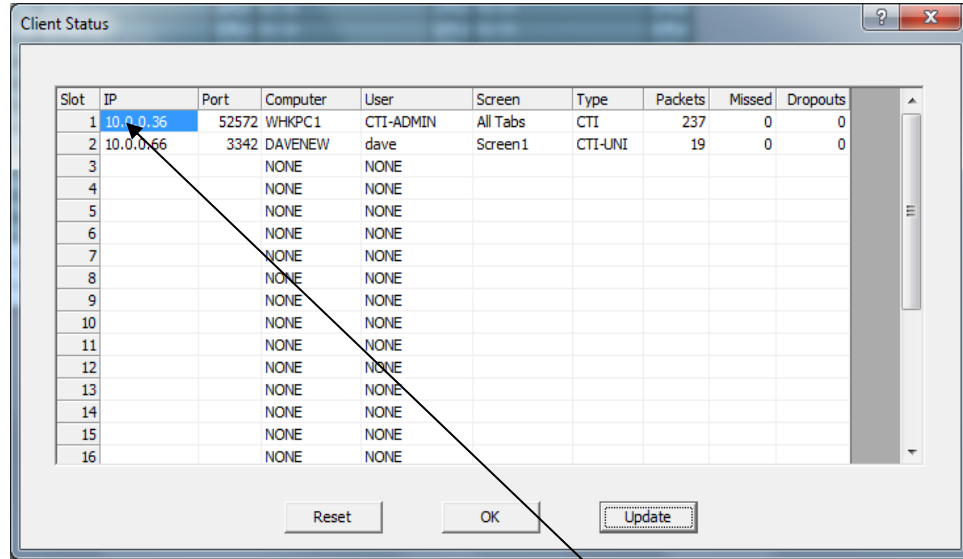 Client Status
Slot IP Port Computer User Screen Type Packets Missed Dropouts
1 10.0.0.36 52572 WHKPC1 CTI-ADMIN All Tabs CTI 237 0 0
2 10.0.0.66 3342 DAVENEW dave Screen1 CTI-UNI 19 0 0
3 NONE NONE
4 NONE NONE
5 NONE NONE
6 NONE NONE
7 NONE NONE
8 NONE NONE
9 NONE NONE
10 NONE NONE
11 NONE NONE
12 NONE NONE
13 NONE NONE
14 NONE NONE
15 NONE NONE
16 NONE NONE
Reset OK Update